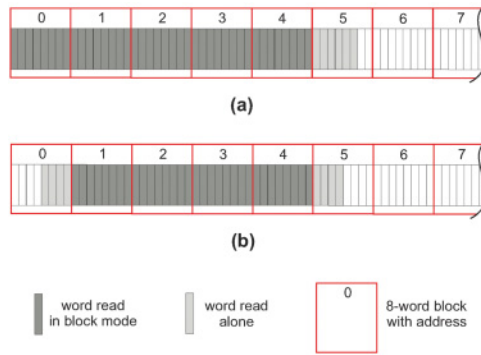 0 1 2 3 4 5 6 7
(a)
0 1 2 3 4 5 6 7
(b)
word read
in block mode
word read
alone
0
8-word block
with address